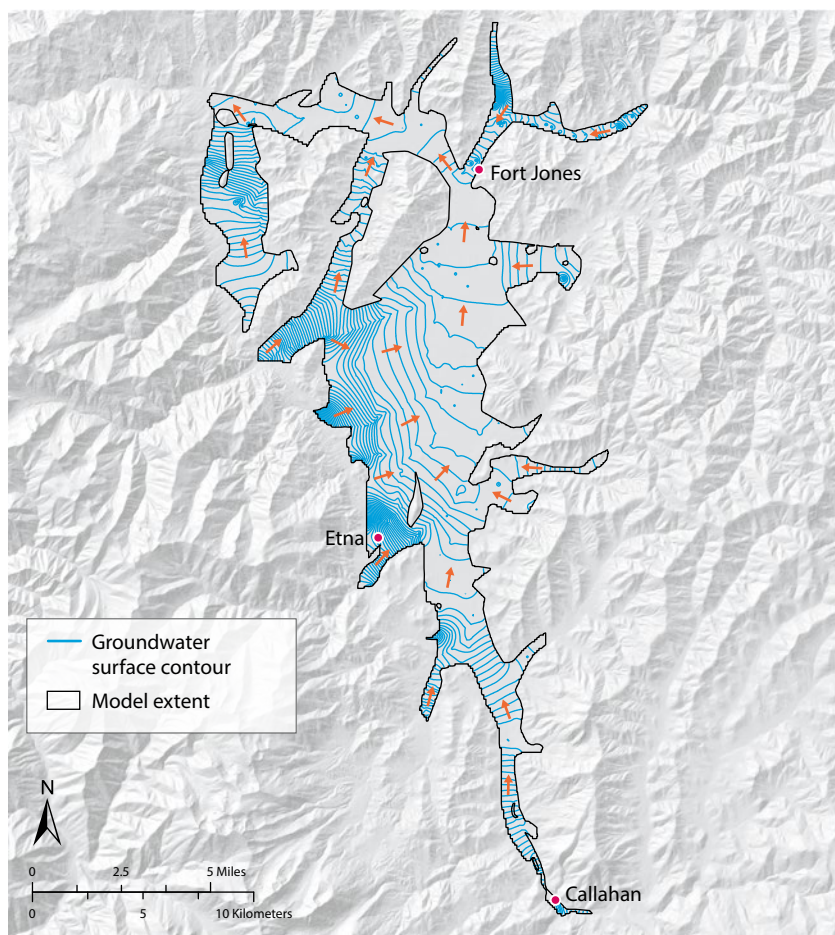 Fort Jones
Etna
Groundwater
surface contour
Model extent
N
0 2.5 5 Miles
0 5 10 Kilometers
Callahan